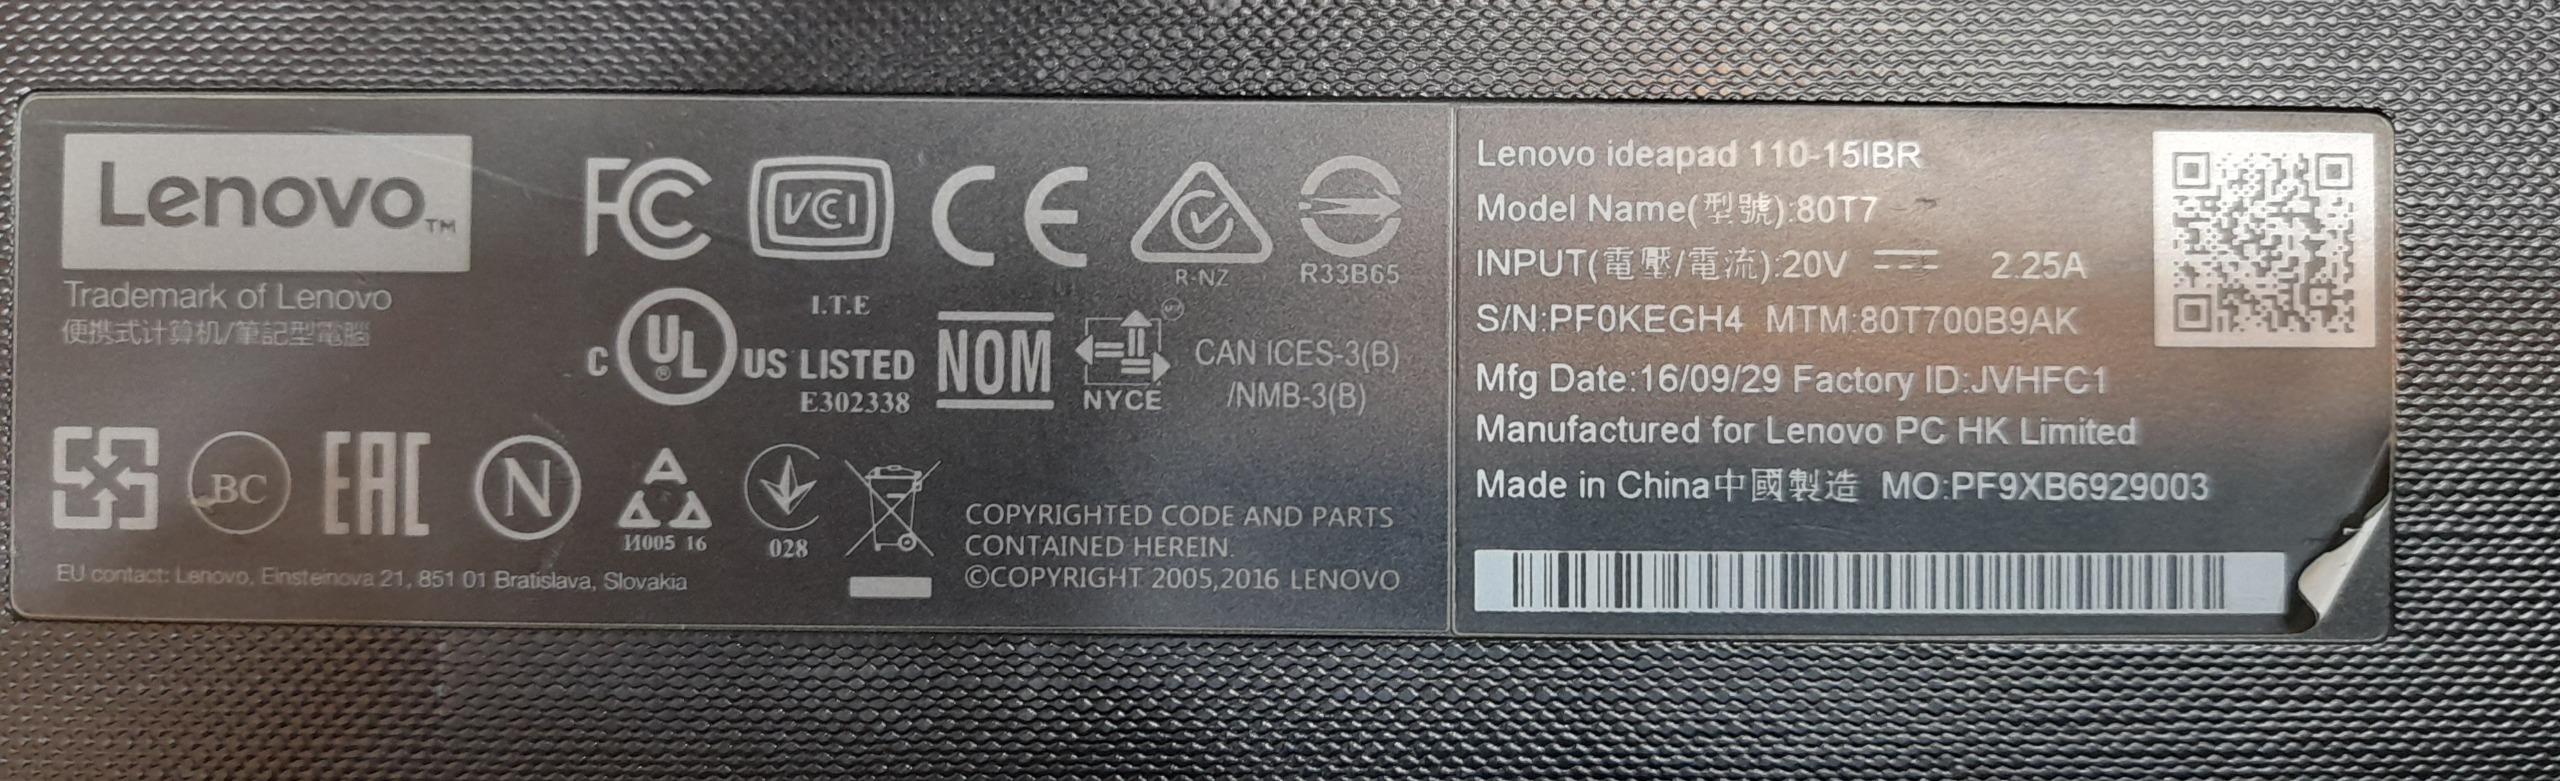 Lenovo™
Trademark of Lenovo
便携式计算机/筆記型電腦
FC
VCI
CE
R-NZ
R33B65
I.T.E
C UL® US LISTED
E302338
NOM
NYCE
CAN ICES-3(B)
/NMB-3(B)
BC
EAC
N
И005 16
028
COPYRIGHTED CODE AND PARTS
CONTAINED HEREIN.
©COPYRIGHT 2005,2016 LENOVO
EU contact: Lenovo, Einsteinova 21, 851 01 Bratislava, Slovakia
Lenovo ideapad 110-15IBR
Model Name(型號):80T7
INPUT(電壓/電流):20V ⎓ 2.25A
S/N:PF0KEGH4 MTM:80T700B9AK
Mfg Date:16/09/29 Factory ID:JVHFC1
Manufactured for Lenovo PC HK Limited
Made in China中國製造 MO:PF9XB6929003